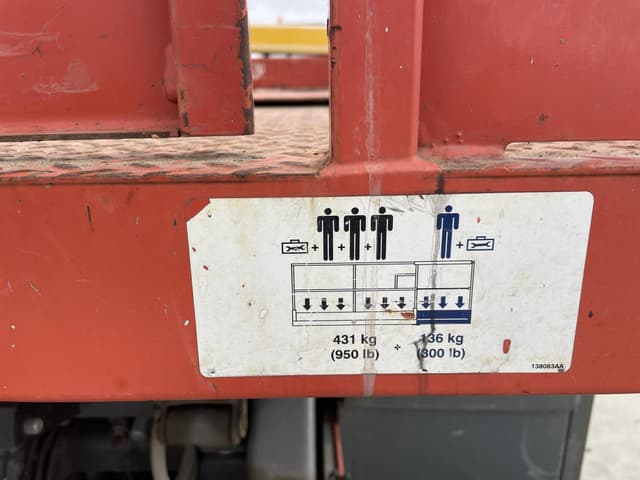 + + +
+
431 kg + 136 kg
(950 lb) (300 lb)
138083AA